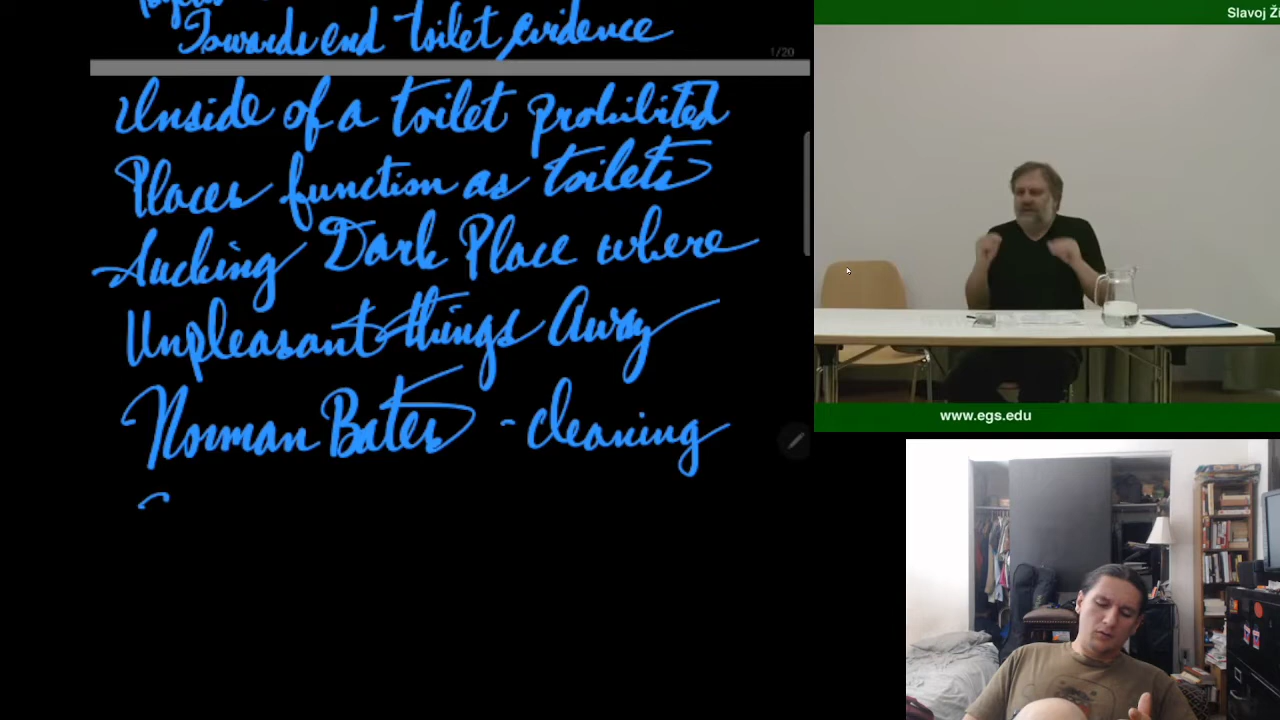 Towards end toilet evidence
1/20
Inside of a toilet prohibited
Places function as toilets
Sucking Dark Place where
Unpleasant things Away
Norman Bates - cleaning
Slavoj Ži
www.egs.edu